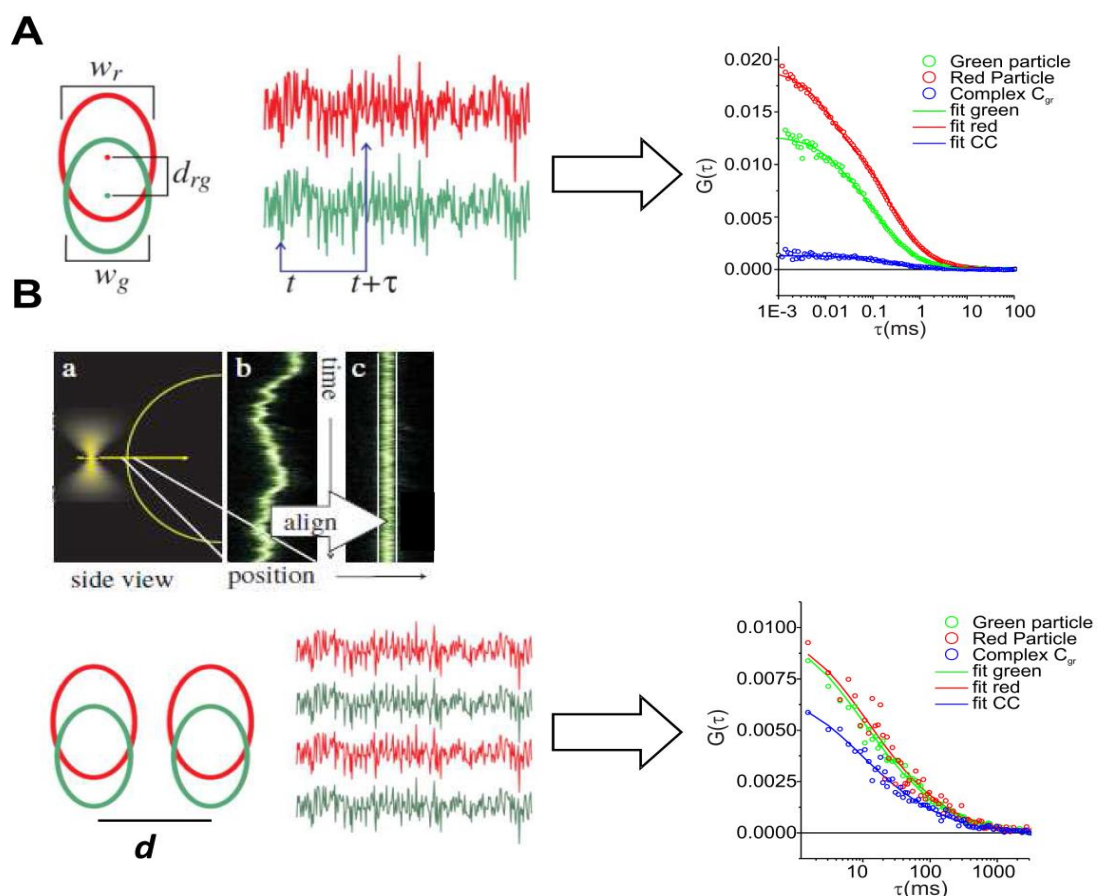 A
w_r
d_rg
w_g
t
t+τ
G(τ)
0.020
0.015
0.010
0.005
0.000
1E-3
0.01
0.1
1
10
100
τ(ms)
Green particle
Red Particle
Complex C_gr
fit green
fit red
fit CC
B
a
b
time
c
align
side view
position
d
G(τ)
0.0100
0.0075
0.0050
0.0025
0.0000
10
100
1000
τ(ms)
Green particle
Red Particle
Complex C_gr
fit green
fit red
fit CC